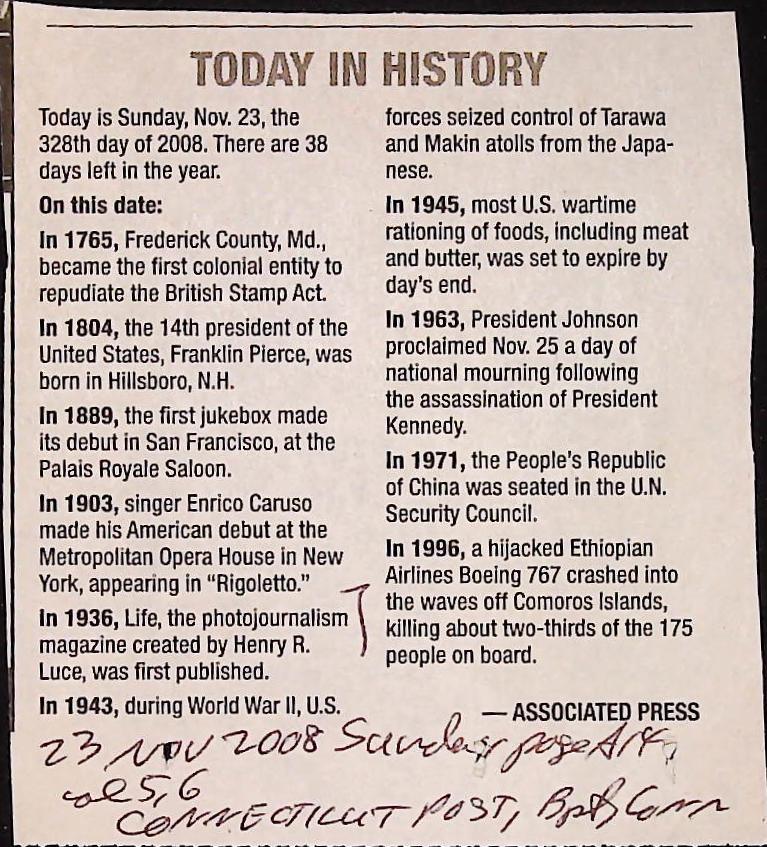 TODAY IN HISTORY
Today is Sunday, Nov. 23, the
328th day of 2008. There are 38
days left in the year.
On this date:
In 1765, Frederick County, Md.,
became the first colonial entity to
repudiate the British Stamp Act.
In 1804, the 14th president of the
United States, Franklin Pierce, was
born in Hillsboro, N.H.
In 1889, the first jukebox made
its debut in San Francisco, at the
Palais Royale Saloon.
In 1903, singer Enrico Caruso
made his American debut at the
Metropolitan Opera House in New
York, appearing in “Rigoletto.”
In 1936, Life, the photojournalism
magazine created by Henry R.
Luce, was first published.
In 1943, during World War II, U.S.
forces seized control of Tarawa
and Makin atolls from the Japa-
nese.
In 1945, most U.S. wartime
rationing of foods, including meat
and butter, was set to expire by
day's end.
In 1963, President Johnson
proclaimed Nov. 25 a day of
national mourning following
the assassination of President
Kennedy.
In 1971, the People's Republic
of China was seated in the U.N.
Security Council.
In 1996, a hijacked Ethiopian
Airlines Boeing 767 crashed into
the waves off Comoros Islands,
killing about two-thirds of the 175
people on board.
— ASSOCIATED PRESS
23 NOV 2008 Sunday, page
5,6
CONNECTICUT POST, Bpt, Conn